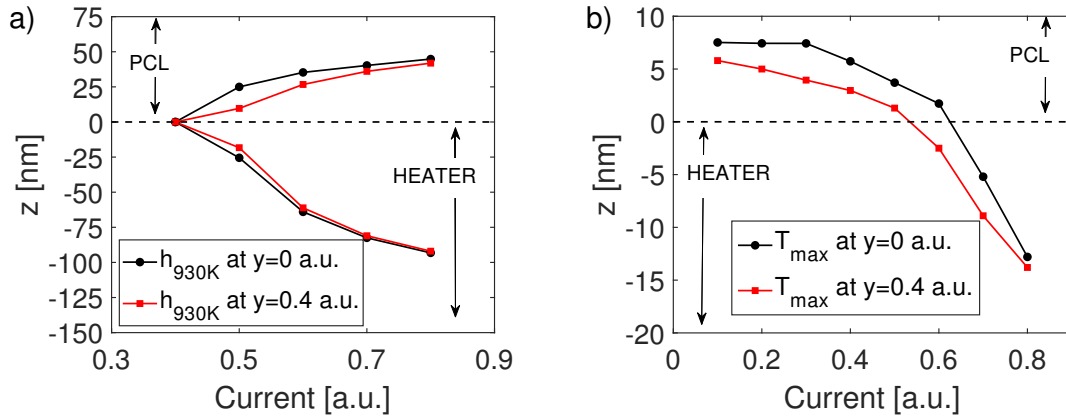 a)
75
50
25
0
-25
-50
-75
-100
-125
-150
z [nm]
PCL
HEATER
h930K at y=0 a.u.
h930K at y=0.4 a.u.
0.3
0.5
0.7
0.9
Current [a.u.]
b)
10
5
0
-5
-10
-15
-20
z [nm]
PCL
HEATER
Tmax at y=0 a.u.
Tmax at y=0.4 a.u.
0
0.2
0.4
0.6
0.8
Current [a.u.]